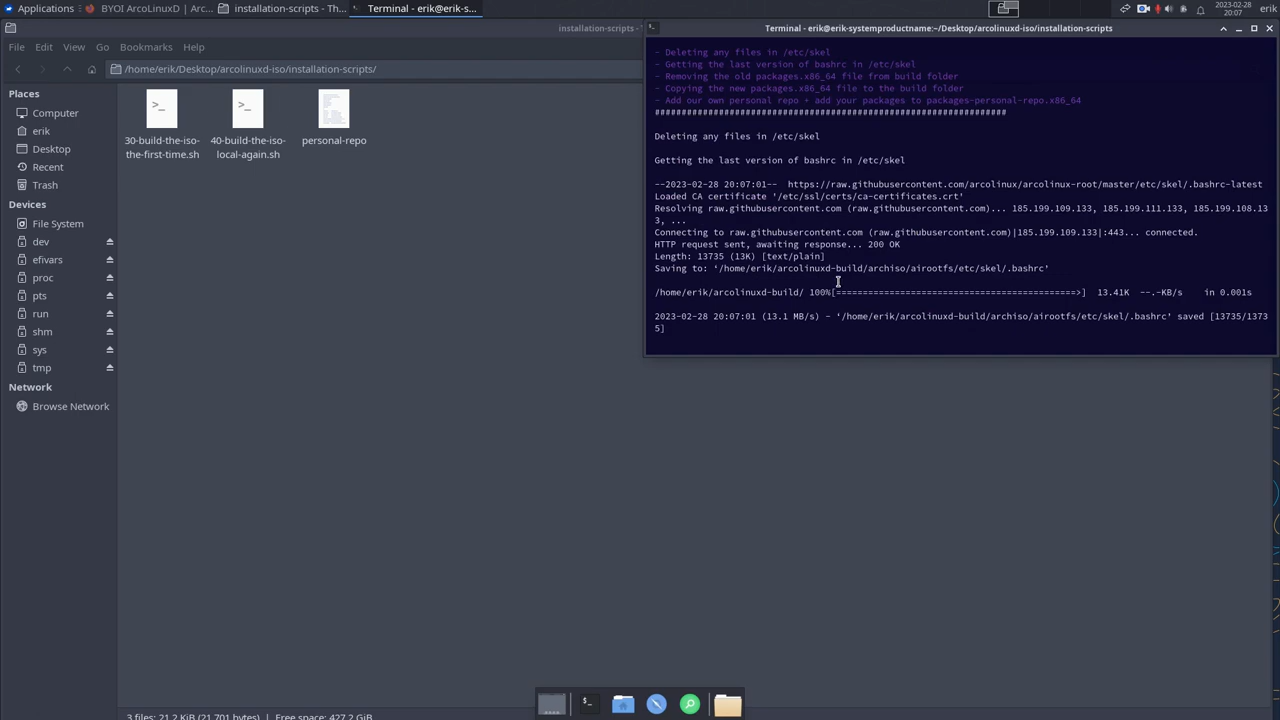 Applications
BYOI ArcoLinuxD | Arc...
installation-scripts - Th...
Terminal - erik@erik-s...
2023-02-28
20:07
erik
installation-scripts -
Terminal - erik@erik-systemproductname:~/Desktop/arcolinuxd-iso/installation-scripts
File Edit View Go Bookmarks Help
/home/erik/Desktop/arcolinuxd-iso/installation-scripts/
Places
Computer
erik
Desktop
Recent
Trash
Devices
File System
dev
efivars
proc
pts
run
shm
sys
tmp
Network
Browse Network
30-build-the-iso-
the-first-time.sh
40-build-the-iso-
local-again.sh
personal-repo
- Deleting any files in /etc/skel
- Getting the last version of bashrc in /etc/skel
- Removing the old packages.x86_64 file from build folder
- Copying the new packages.x86_64 file to the build folder
- Add our own personal repo + add your packages to packages-personal-repo.x86_64
##################################################################
Deleting any files in /etc/skel
Getting the last version of bashrc in /etc/skel
--2023-02-28 20:07:01-- https://raw.githubusercontent.com/arcolinux/arcolinux-root/master/etc/skel/.bashrc-latest
Loaded CA certificate '/etc/ssl/certs/ca-certificates.crt'
Resolving raw.githubusercontent.com (raw.githubusercontent.com)... 185.199.109.133, 185.199.111.133, 185.199.108.13
3, ...
Connecting to raw.githubusercontent.com (raw.githubusercontent.com)|185.199.109.133|:443... connected.
HTTP request sent, awaiting response... 200 OK
Length: 13735 (13K) [text/plain]
Saving to: ‘/home/erik/arcolinuxd-build/archiso/airootfs/etc/skel/.bashrc’
/home/erik/arcolinuxd-build/ 100%[=============================================>] 13.41K --.-KB/s in 0.001s
2023-02-28 20:07:01 (13.1 MB/s) - ‘/home/erik/arcolinuxd-build/archiso/airootfs/etc/skel/.bashrc’ saved [13735/1373
5]
3 files: 21.2 KiB (21,701 bytes) | Free space: 427.2 GiB